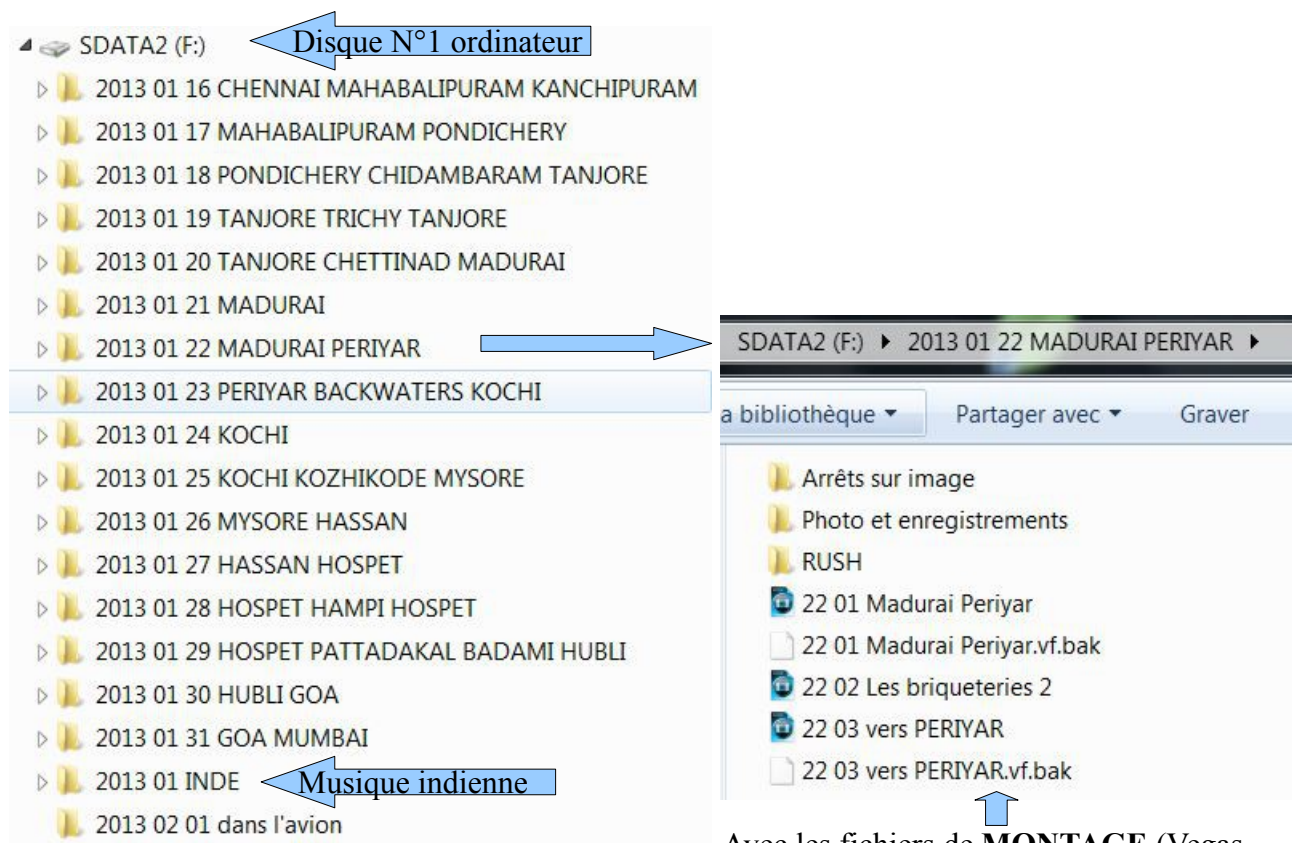 SDATA2 (F:)
Disque N°1 ordinateur
2013 01 16 CHENNAI MAHABALIPURAM KANCHIPURAM
2013 01 17 MAHABALIPURAM PONDICHERY
2013 01 18 PONDICHERY CHIDAMBARAM TANJORE
2013 01 19 TANJORE TRICHY TANJORE
2013 01 20 TANJORE CHETTINAD MADURAI
2013 01 21 MADURAI
2013 01 22 MADURAI PERIYAR
2013 01 23 PERIYAR BACKWATERS KOCHI
2013 01 24 KOCHI
2013 01 25 KOCHI KOZHIKODE MYSORE
2013 01 26 MYSORE HASSAN
2013 01 27 HASSAN HOSPET
2013 01 28 HOSPET HAMPI HOSPET
2013 01 29 HOSPET PATTADAKAL BADAMI HUBLI
2013 01 30 HUBLI GOA
2013 01 31 GOA MUMBAI
2013 01 INDE
Musique indienne
2013 02 01 dans l'avion
SDATA2 (F:) 2013 01 22 MADURAI PERIYAR
a bibliothèque Partager avec Graver
Arrêts sur image
Photo et enregistrements
RUSH
22 01 Madurai Periyar
22 01 Madurai Periyar.vf.bak
22 02 Les briqueteries 2
22 03 vers PERIYAR
22 03 vers PERIYAR.vf.bak
Avec les fichiers de MONTAGE (Vegas